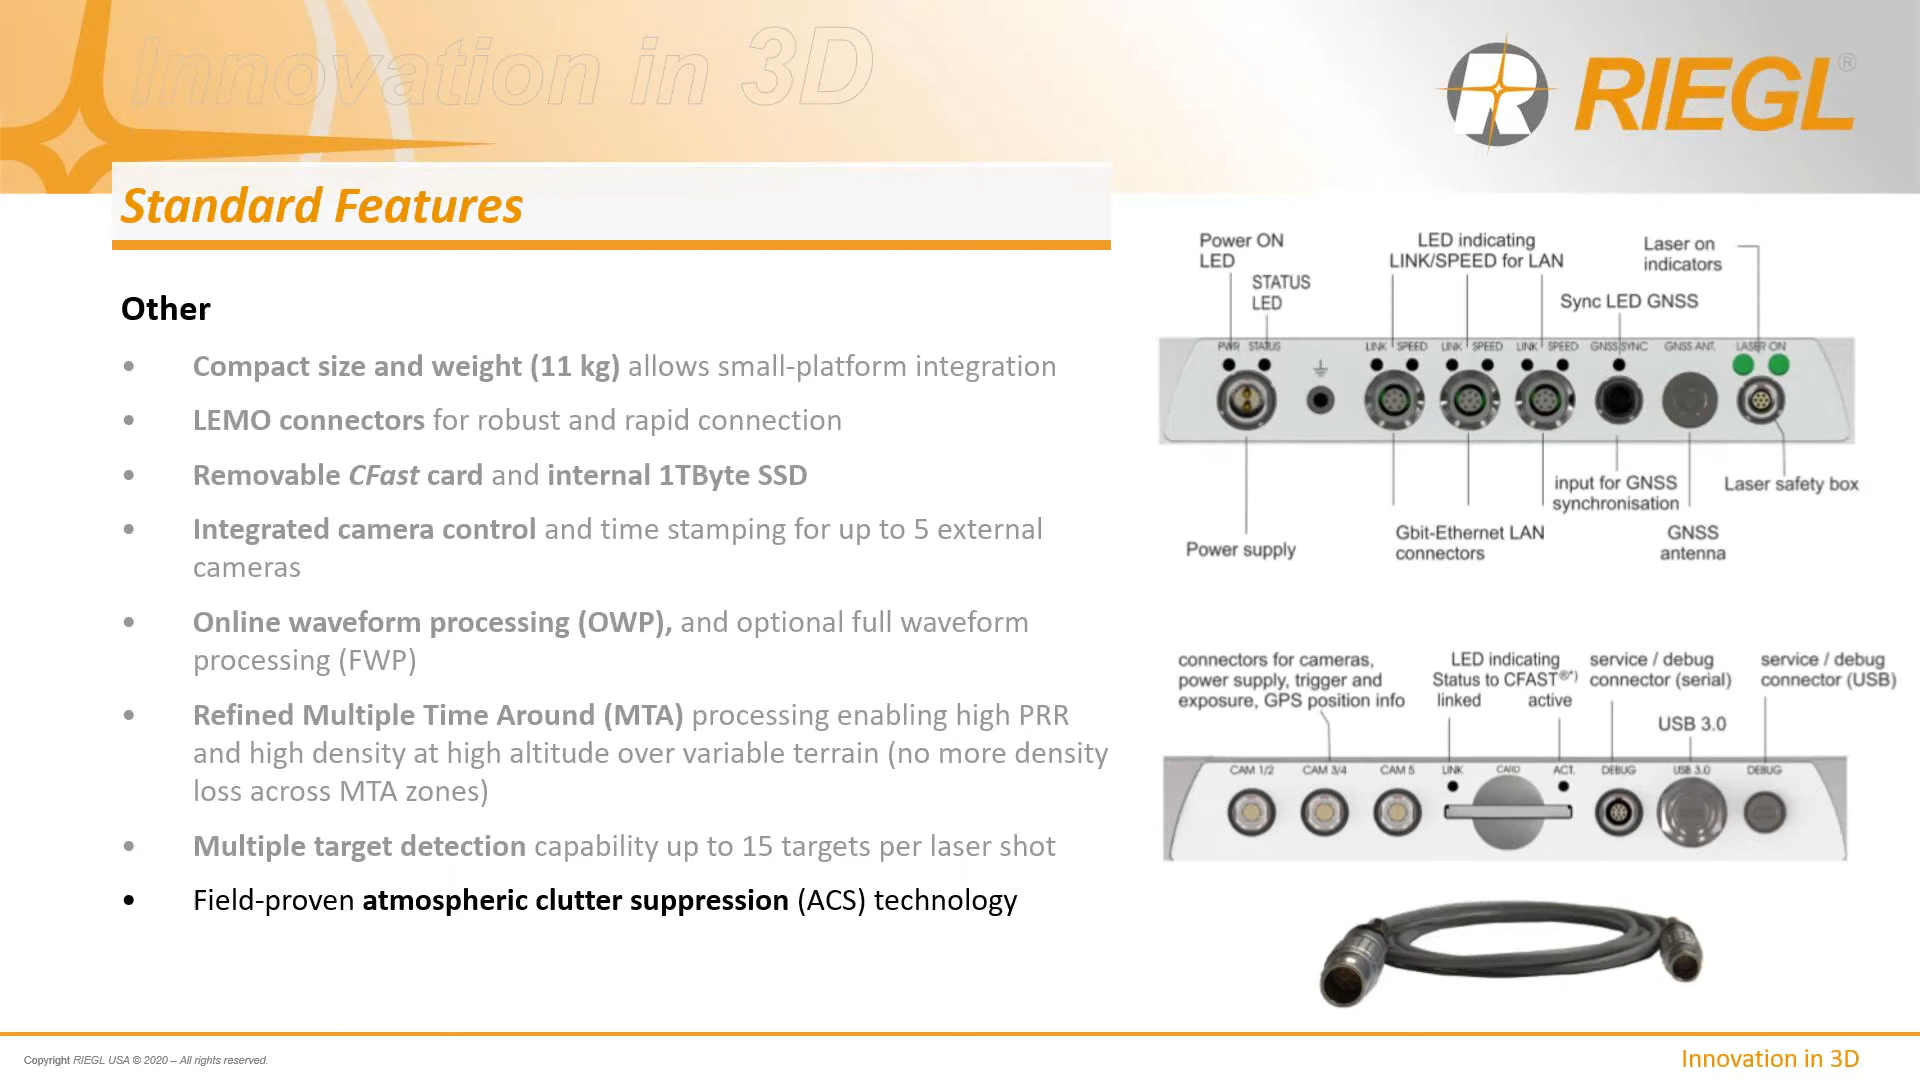 Innovation in 3D
RIEGL®
Standard Features
Other
• Compact size and weight (11 kg) allows small-platform integration
• LEMO connectors for robust and rapid connection
• Removable CFast card and internal 1TByte SSD
• Integrated camera control and time stamping for up to 5 external
cameras
• Online waveform processing (OWP), and optional full waveform
processing (FWP)
• Refined Multiple Time Around (MTA) processing enabling high PRR
and high density at high altitude over variable terrain (no more density
loss across MTA zones)
• Multiple target detection capability up to 15 targets per laser shot
• Field-proven atmospheric clutter suppression (ACS) technology
Power ON
LED
STATUS
LED
LED indicating
LINK/SPEED for LAN
Sync LED GNSS
Laser on
indicators
PWR STATUS LINK SPEED LINK SPEED LINK SPEED GNSS SYNC GNSS ANT. LASER ON
Power supply
Gbit-Ethernet LAN
connectors
input for GNSS
synchronisation
GNSS
antenna
Laser safety box
connectors for cameras,
power supply, trigger and
exposure, GPS position info
LED indicating
Status to CFAST®*)
linked active
service / debug
connector (serial)
USB 3.0
service / debug
connector (USB)
CAM 1/2 CAM 3/4 CAM 5 LINK CARD ACT. DEBUG USB 3.0 DEBUG
Copyright RIEGL USA © 2020 – All rights reserved.
Innovation in 3D